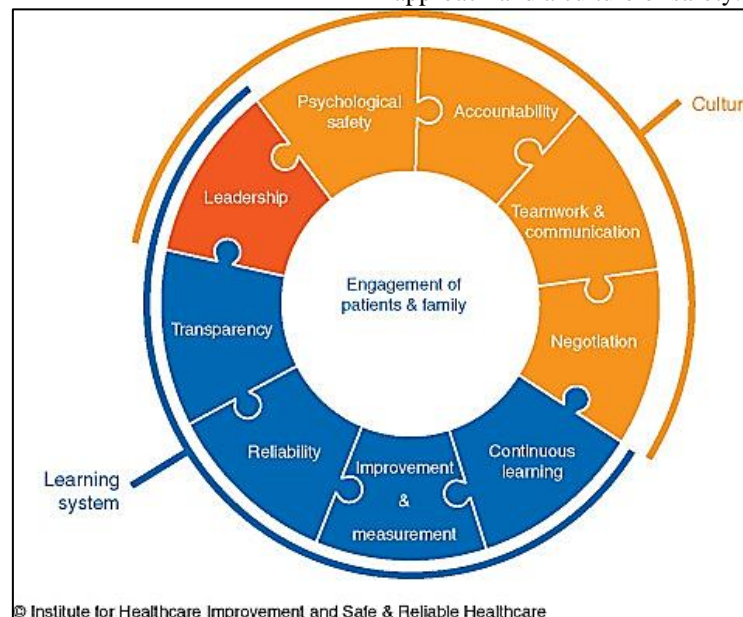 Psychological
safety
Accountability
Cultur
Leadership
Teamwork &
communication
Engagement of
patients & family
Transparency
Negotiation
Reliability
Improvement
&
measurement
Continuous
learning
Learning
system
© Institute for Healthcare Improvement and Safe & Reliable Healthcare